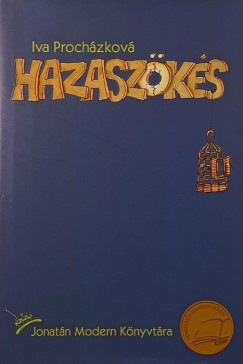 Iva Procházková
HAZASZÖKÉS
Jonatán Modern Könyvtára